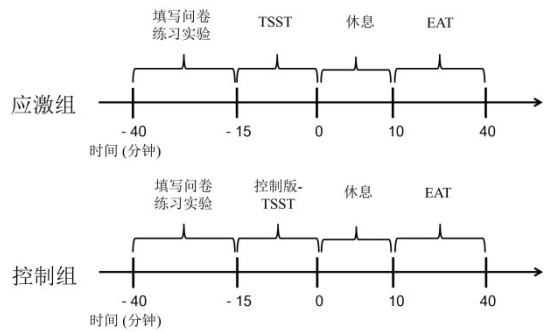 填写问卷
练习实验
TSST
休息
EAT
应激组
- 40
- 15
0
10
40
时间 (分钟)
填写问卷
练习实验
控制版-
TSST
休息
EAT
控制组
- 40
- 15
0
10
40
时间 (分钟)